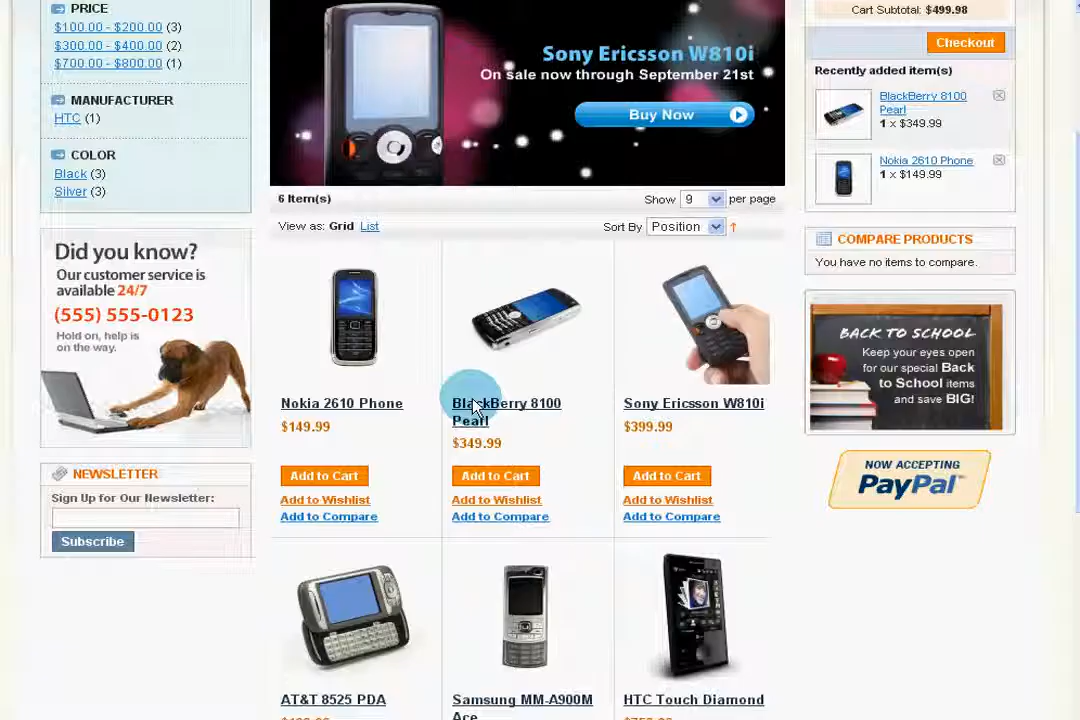 PRICE
$100.00 - $200.00 (3)
$300.00 - $400.00 (2)
$700.00 - $800.00 (1)
MANUFACTURER
HTC (1)
COLOR
Black (3)
Silver (3)
Did you know?
Our customer service is
available 24/7
(555) 555-0123
Hold on, help is
on the way.
NEWSLETTER
Sign Up for Our Newsletter:
Subscribe
Sony Ericsson W810i
On sale now through September 21st
Buy Now
6 Item(s)
Show 9 per page
View as: Grid List
Sort By Position
Nokia 2610 Phone
$149.99
Add to Cart
Add to Wishlist
Add to Compare
BlackBerry 8100
Pearl
$349.99
Add to Cart
Add to Wishlist
Add to Compare
Sony Ericsson W810i
$399.99
Add to Cart
Add to Wishlist
Add to Compare
AT&T 8525 PDA
Samsung MM-A900M
Ace
HTC Touch Diamond
Cart Subtotal: $499.98
Checkout
Recently added item(s)
BlackBerry 8100
Pearl
1 x $349.99
Nokia 2610 Phone
1 x $149.99
COMPARE PRODUCTS
You have no items to compare.
BACK TO SCHOOL
Keep your eyes open
for our special Back
to School items
and save BIG!
NOW ACCEPTING
PayPal